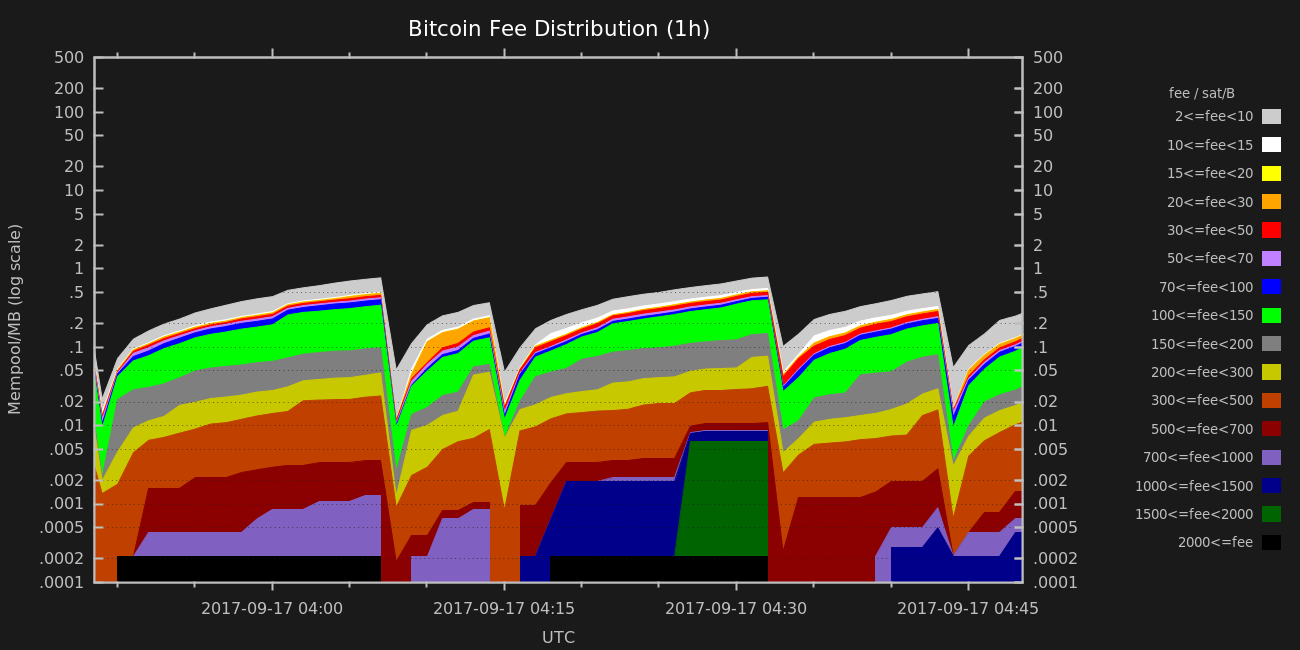 Bitcoin Fee Distribution (1h)
Mempool/MB (log scale)
500
200
100
50
20
10
5
2
1
.5
.2
.1
.05
.02
.01
.005
.002
.001
.0005
.0002
.0001
500
200
100
50
20
10
5
2
1
.5
.2
.1
.05
.02
.01
.005
.002
.001
.0005
.0002
.0001
fee / sat/B
2<=fee<10
10<=fee<15
15<=fee<20
20<=fee<30
30<=fee<50
50<=fee<70
70<=fee<100
100<=fee<150
150<=fee<200
200<=fee<300
300<=fee<500
500<=fee<700
700<=fee<1000
1000<=fee<1500
1500<=fee<2000
2000<=fee
2017-09-17 04:00
2017-09-17 04:15
2017-09-17 04:30
2017-09-17 04:45
UTC